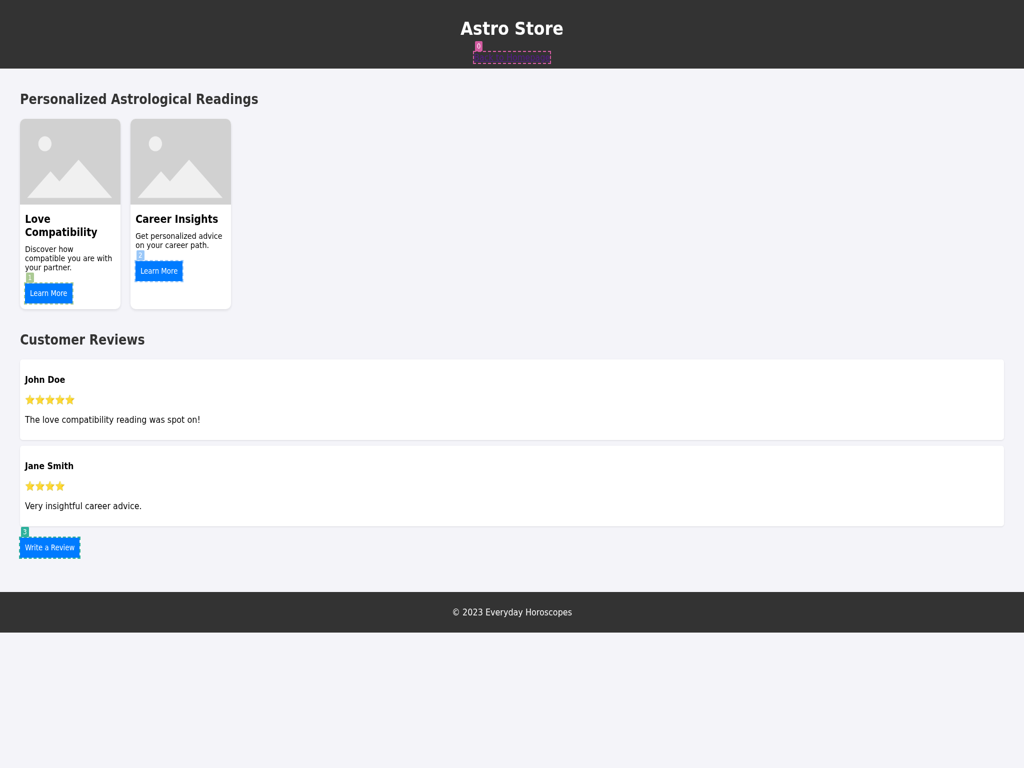 Astro Store
0
Personalized Astrological Readings
Love
Compatibility
Discover how
compatible you are with
your partner.
1
Learn More
Career Insights
Get personalized advice
on your career path.
2
Learn More
Customer Reviews
John Doe
⭐⭐⭐⭐⭐
The love compatibility reading was spot on!
Jane Smith
⭐⭐⭐⭐
Very insightful career advice.
3
Write a Review
© 2023 Everyday Horoscopes